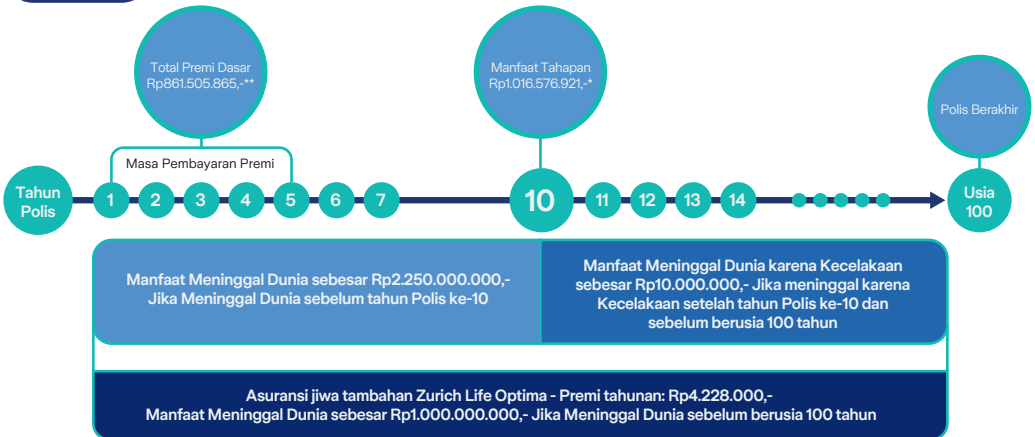 Total Premi Dasar
Rp861.505.865,-**
Manfaat Tahapan
Rp1.016.576.921,-*
Polis Berakhir
Masa Pembayaran Premi
Tahun
Polis
1
2
3
4
5
6
7
10
11
12
13
14
Usia
100
Manfaat Meninggal Dunia sebesar Rp2.250.000.000,-
Jika Meninggal Dunia sebelum tahun Polis ke-10
Manfaat Meninggal Dunia karena Kecelakaan
sebesar Rp10.000.000,- Jika meninggal karena
Kecelakaan setelah tahun Polis ke-10 dan
sebelum berusia 100 tahun
Asuransi jiwa tambahan Zurich Life Optima - Premi tahunan: Rp4.228.000,-
Manfaat Meninggal Dunia sebesar Rp1.000.000.000,- Jika Meninggal Dunia sebelum berusia 100 tahun